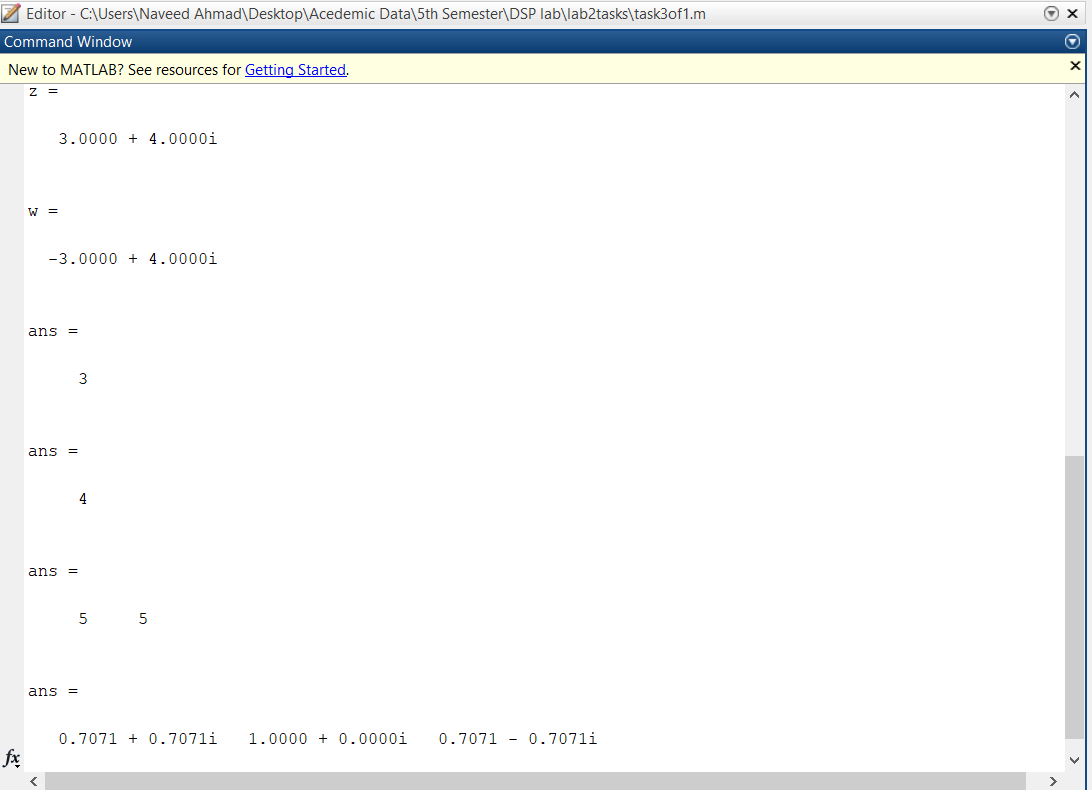 Editor - C:\Users\Naveed Ahmad\Desktop\Acedemic Data\5th Semester\DSP lab\lab2tasks\task3of1.m
Command Window
New to MATLAB? See resources for Getting Started.
z =
3.0000 + 4.0000i
w =
-3.0000 + 4.0000i
ans =
3
ans =
4
ans =
5     5
ans =
0.7071 + 0.7071i   1.0000 + 0.0000i   0.7071 - 0.7071i
fx